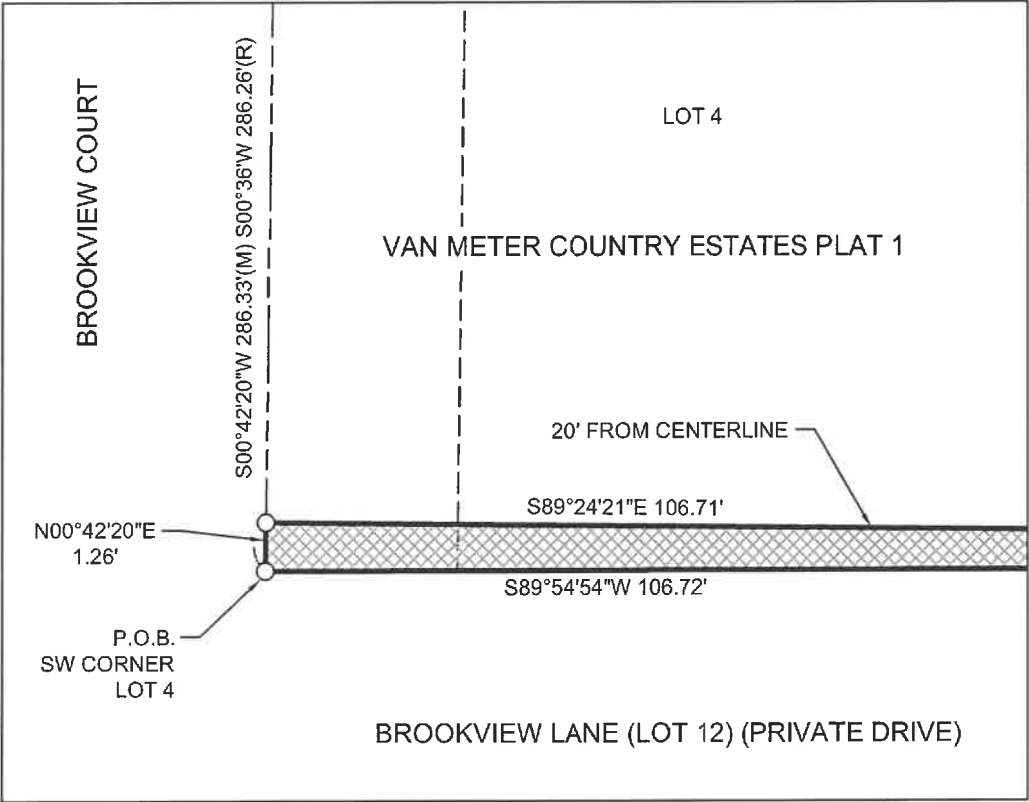 BROOKVIEW COURT
S00°42'20"W 286.33'(M) S00°36'W 286.26'(R)
LOT 4
VAN METER COUNTRY ESTATES PLAT 1
20' FROM CENTERLINE
S89°24'21"E 106.71'
N00°42'20"E
1.26'
S89°54'54"W 106.72'
P.O.B.
SW CORNER
LOT 4
BROOKVIEW LANE (LOT 12) (PRIVATE DRIVE)